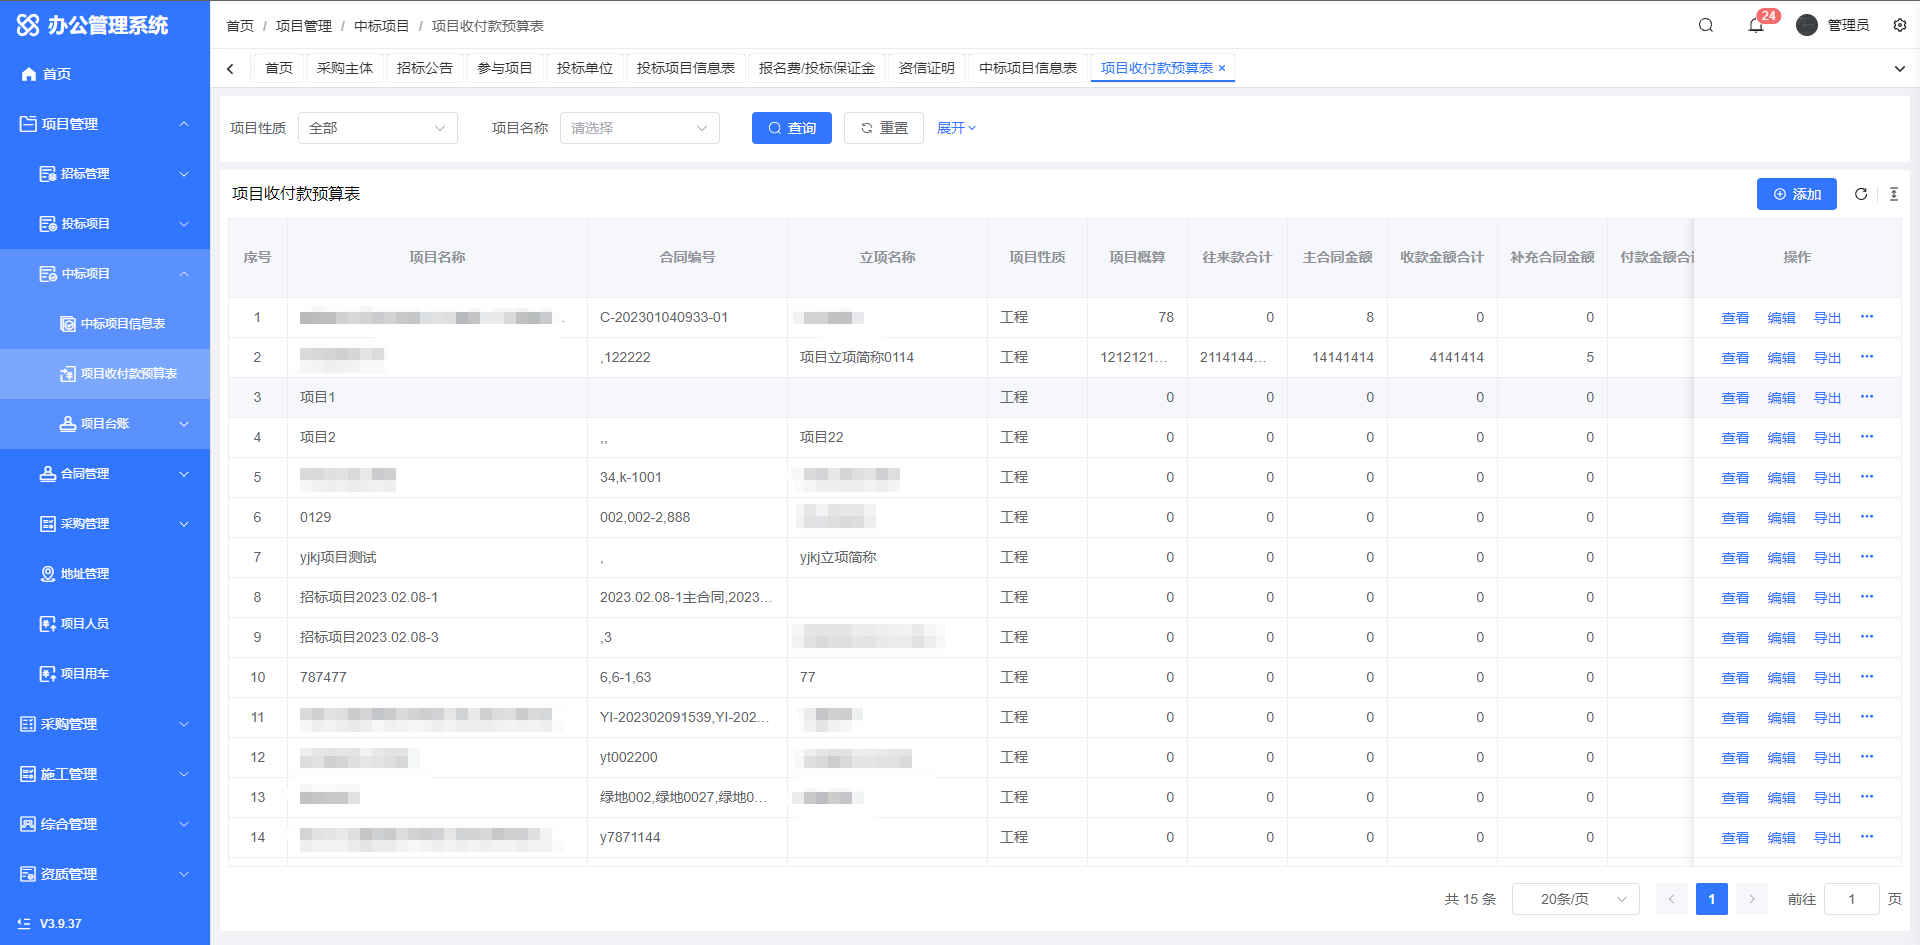 办公管理系统
首页
项目管理
招标管理
投标项目
中标项目
中标项目信息表
项目收付款预算表
项目台账
合同管理
采购管理
地址管理
项目人员
项目用车
采购管理
施工管理
综合管理
资质管理
V3.9.37
首页 / 项目管理 / 中标项目 / 项目收付款预算表
24 管理员
首页 采购主体 招标公告 参与项目 投标单位 投标项目信息表 报名费/投标保证金 资信证明 中标项目信息表 项目收付款预算表 ×
项目性质 全部 项目名称 请选择 查询 重置 展开
项目收付款预算表 添加
序号 项目名称 合同编号 立项名称 项目性质 项目概算 往来款合计 主合同金额 收款金额合计 补充合同金额 付款金额合 操作
1 . C-202301040933-01 工程 78 0 8 0 0 查看 编辑 导出 ···
2 ,122222 项目立项简称0114 工程 1212121... 2114144... 14141414 4141414 5 查看 编辑 导出 ···
3 项目1 工程 0 0 0 0 0 查看 编辑 导出 ···
4 项目2 ,, 项目22 工程 0 0 0 0 0 查看 编辑 导出 ···
5 34,k-1001 工程 0 0 0 0 0 查看 编辑 导出 ···
6 0129 002,002-2,888 工程 0 0 0 0 0 查看 编辑 导出 ···
7 yjkj项目测试 , yjkj立项简称 工程 0 0 0 0 0 查看 编辑 导出 ···
8 招标项目2023.02.08-1 2023.02.08-1主合同,2023... 工程 0 0 0 0 0 查看 编辑 导出 ···
9 招标项目2023.02.08-3 ,3 工程 0 0 0 0 0 查看 编辑 导出 ···
10 787477 6,6-1,63 77 工程 0 0 0 0 0 查看 编辑 导出 ···
11 YI-202302091539,YI-202... 工程 0 0 0 0 0 查看 编辑 导出 ···
12 yt002200 工程 0 0 0 0 0 查看 编辑 导出 ···
13 绿地002,绿地0027,绿地0... 工程 0 0 0 0 0 查看 编辑 导出 ···
14 y7871144 工程 0 0 0 0 0 查看 编辑 导出 ···
共 15 条 20条/页 1 前往 1 页